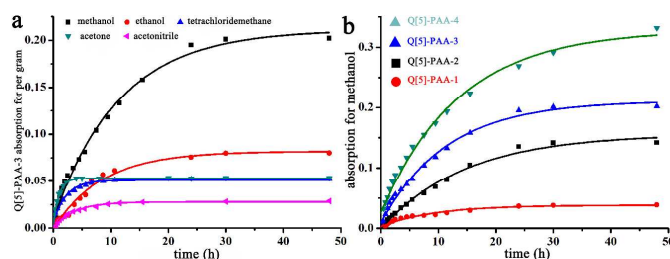 a
methanol ethanol tetrachloridemethane
acetone acetonitrile
Q[5]-PAA-3 absorption for per gram
0.20
0.15
0.10
0.05
0.00
0 10 20 30 40 50
time (h)
b
Q[5]-PAA-4
Q[5]-PAA-3
Q[5]-PAA-2
Q[5]-PAA-1
absorption for methanol
0.3
0.2
0.1
0.0
0 10 20 30 40 50
time (h)